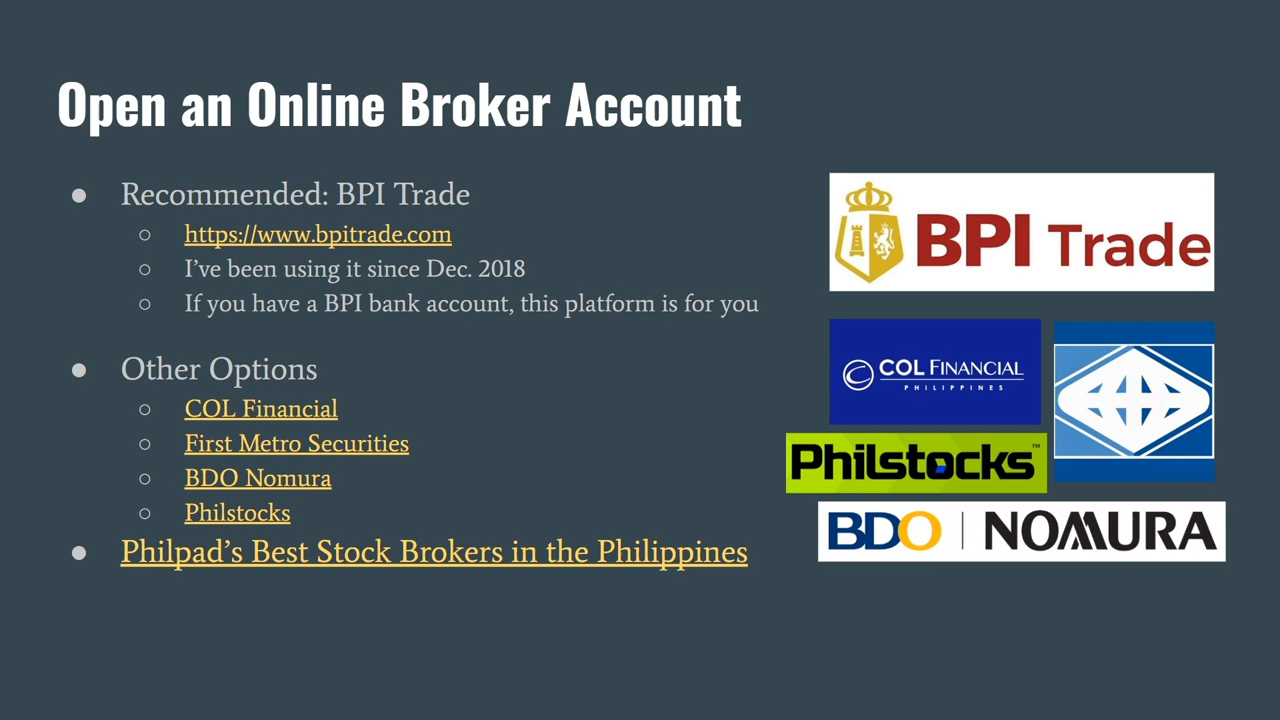 Open an Online Broker Account
● Recommended: BPI Trade
○ https://www.bpitrade.com
○ I've been using it since Dec. 2018
○ If you have a BPI bank account, this platform is for you
● Other Options
○ COL Financial
○ First Metro Securities
○ BDO Nomura
○ Philstocks
● Philpad's Best Stock Brokers in the Philippines
BPI Trade
COL FINANCIAL
PHILIPPINES
Philstocks™
BDO | NOMURA